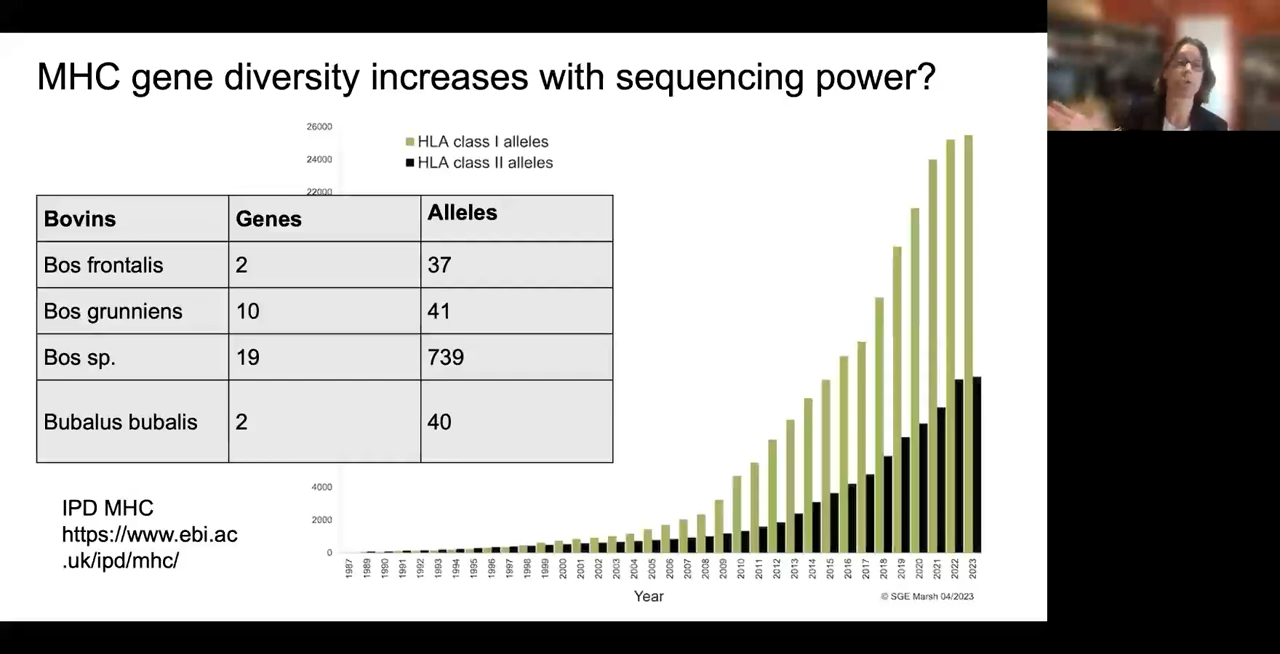 MHC gene diversity increases with sequencing power?
26000
24000
22000
HLA class I alleles
HLA class II alleles
Bovins Genes Alleles
Bos frontalis 2 37
Bos grunniens 10 41
Bos sp. 19 739
Bubalus bubalis 2 40
4000
2000
0
IPD MHC
https://www.ebi.ac
.uk/ipd/mhc/
1987 1989 1990 1991 1992 1993 1994 1995 1996 1997 1998 1999 2000 2001 2002 2003 2004 2005 2006 2007 2008 2009 2010 2011 2012 2013 2014 2015 2016 2017 2018 2019 2020 2021 2022 2023
Year
© SGE Marsh 04/2023